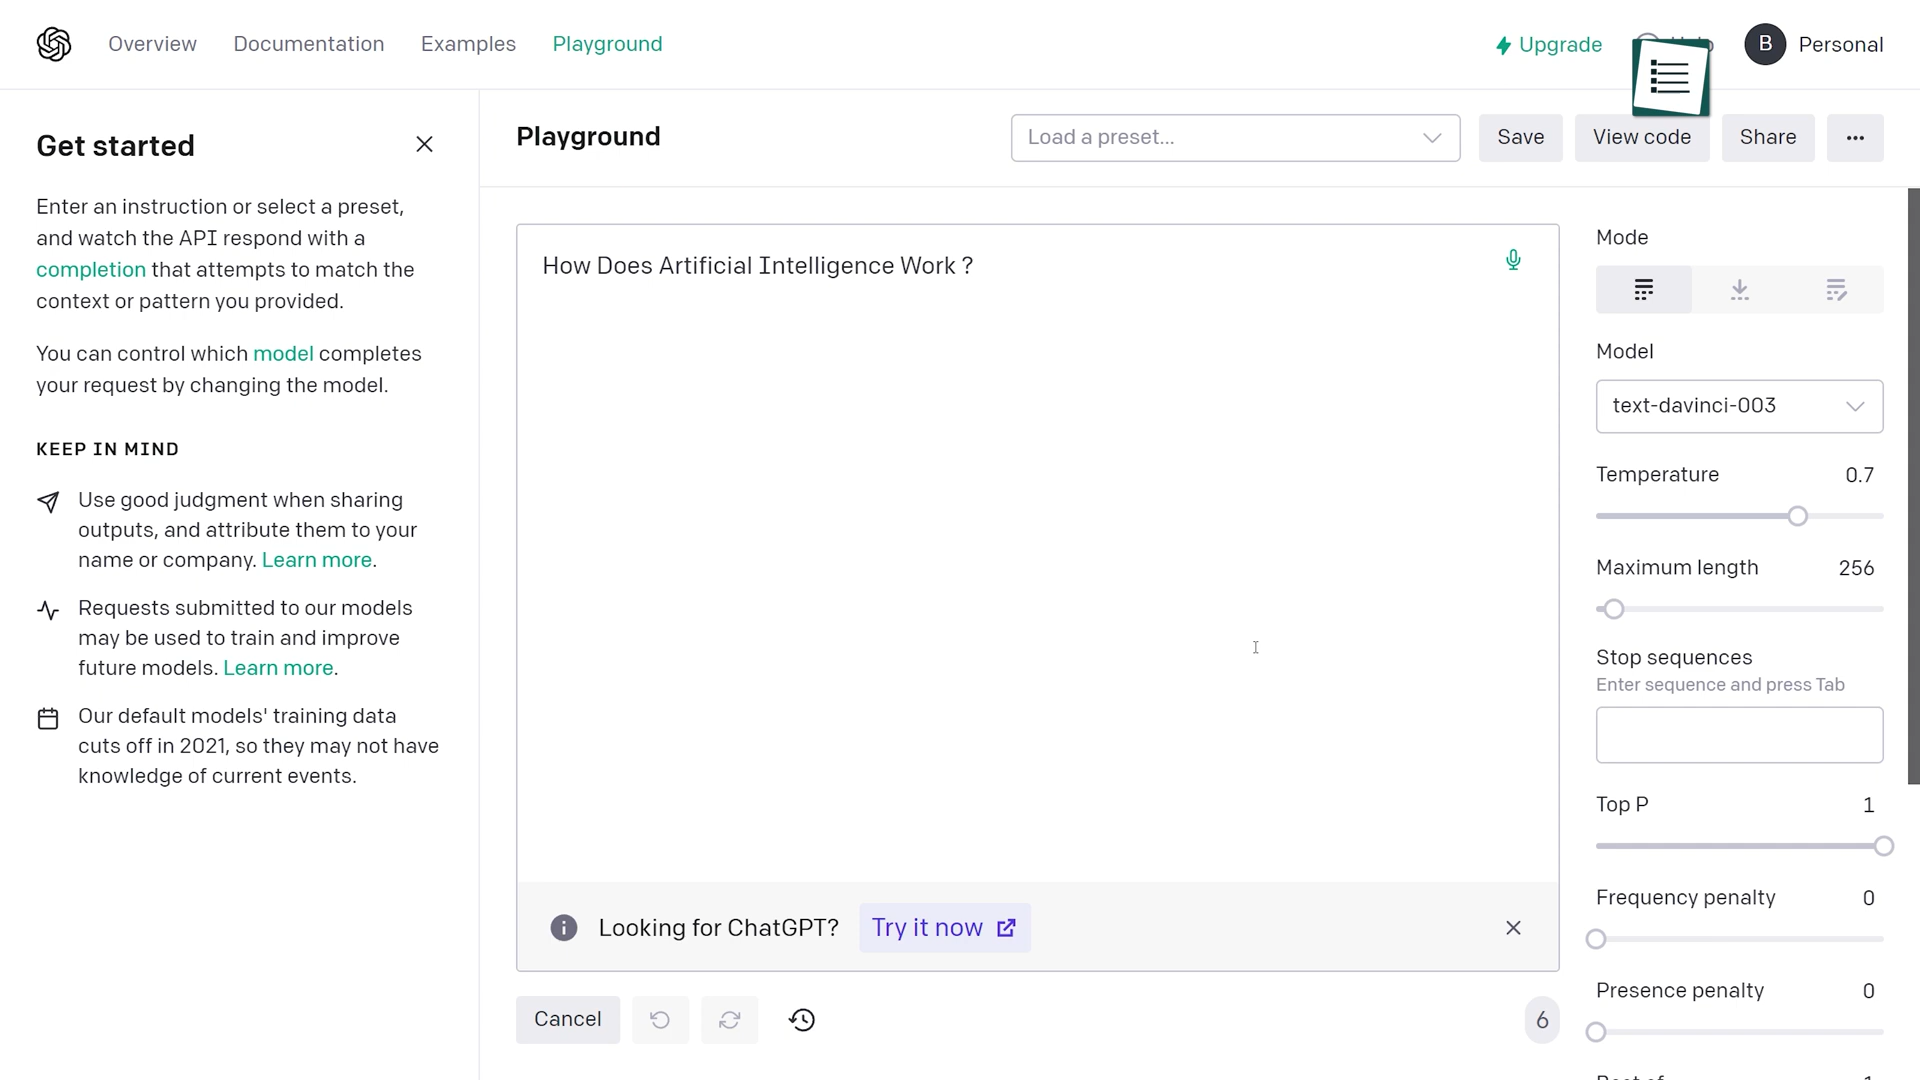 Overview Documentation Examples Playground
Upgrade
B Personal
Get started
Enter an instruction or select a preset,
and watch the API respond with a
completion that attempts to match the
context or pattern you provided.
You can control which model completes
your request by changing the model.
KEEP IN MIND
Use good judgment when sharing
outputs, and attribute them to your
name or company. Learn more.
Requests submitted to our models
may be used to train and improve
future models. Learn more.
Our default models' training data
cuts off in 2021, so they may not have
knowledge of current events.
Playground
Load a preset...
Save
View code
Share
...
How Does Artificial Intelligence Work ?
Looking for ChatGPT? Try it now
Cancel
6
Mode
Model
text-davinci-003
Temperature 0.7
Maximum length 256
Stop sequences
Enter sequence and press Tab
Top P 1
Frequency penalty 0
Presence penalty 0